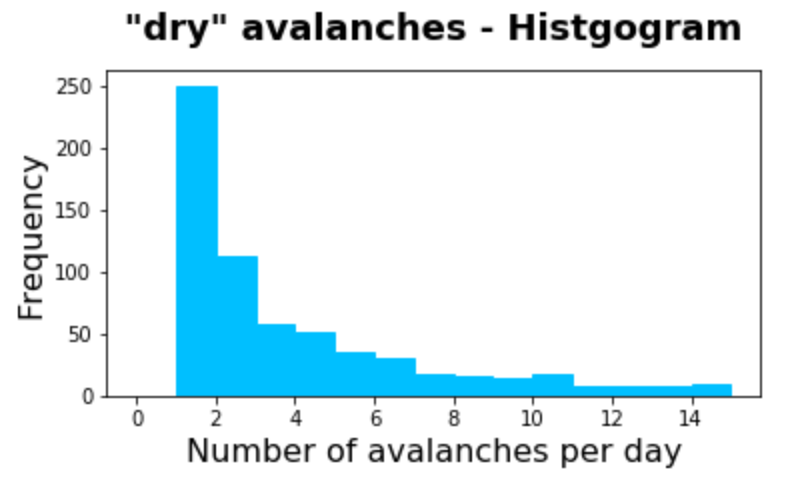 "dry" avalanches - Histgogram
250
200
150
100
50
0
Frequency
0 2 4 6 8 10 12 14
Number of avalanches per day